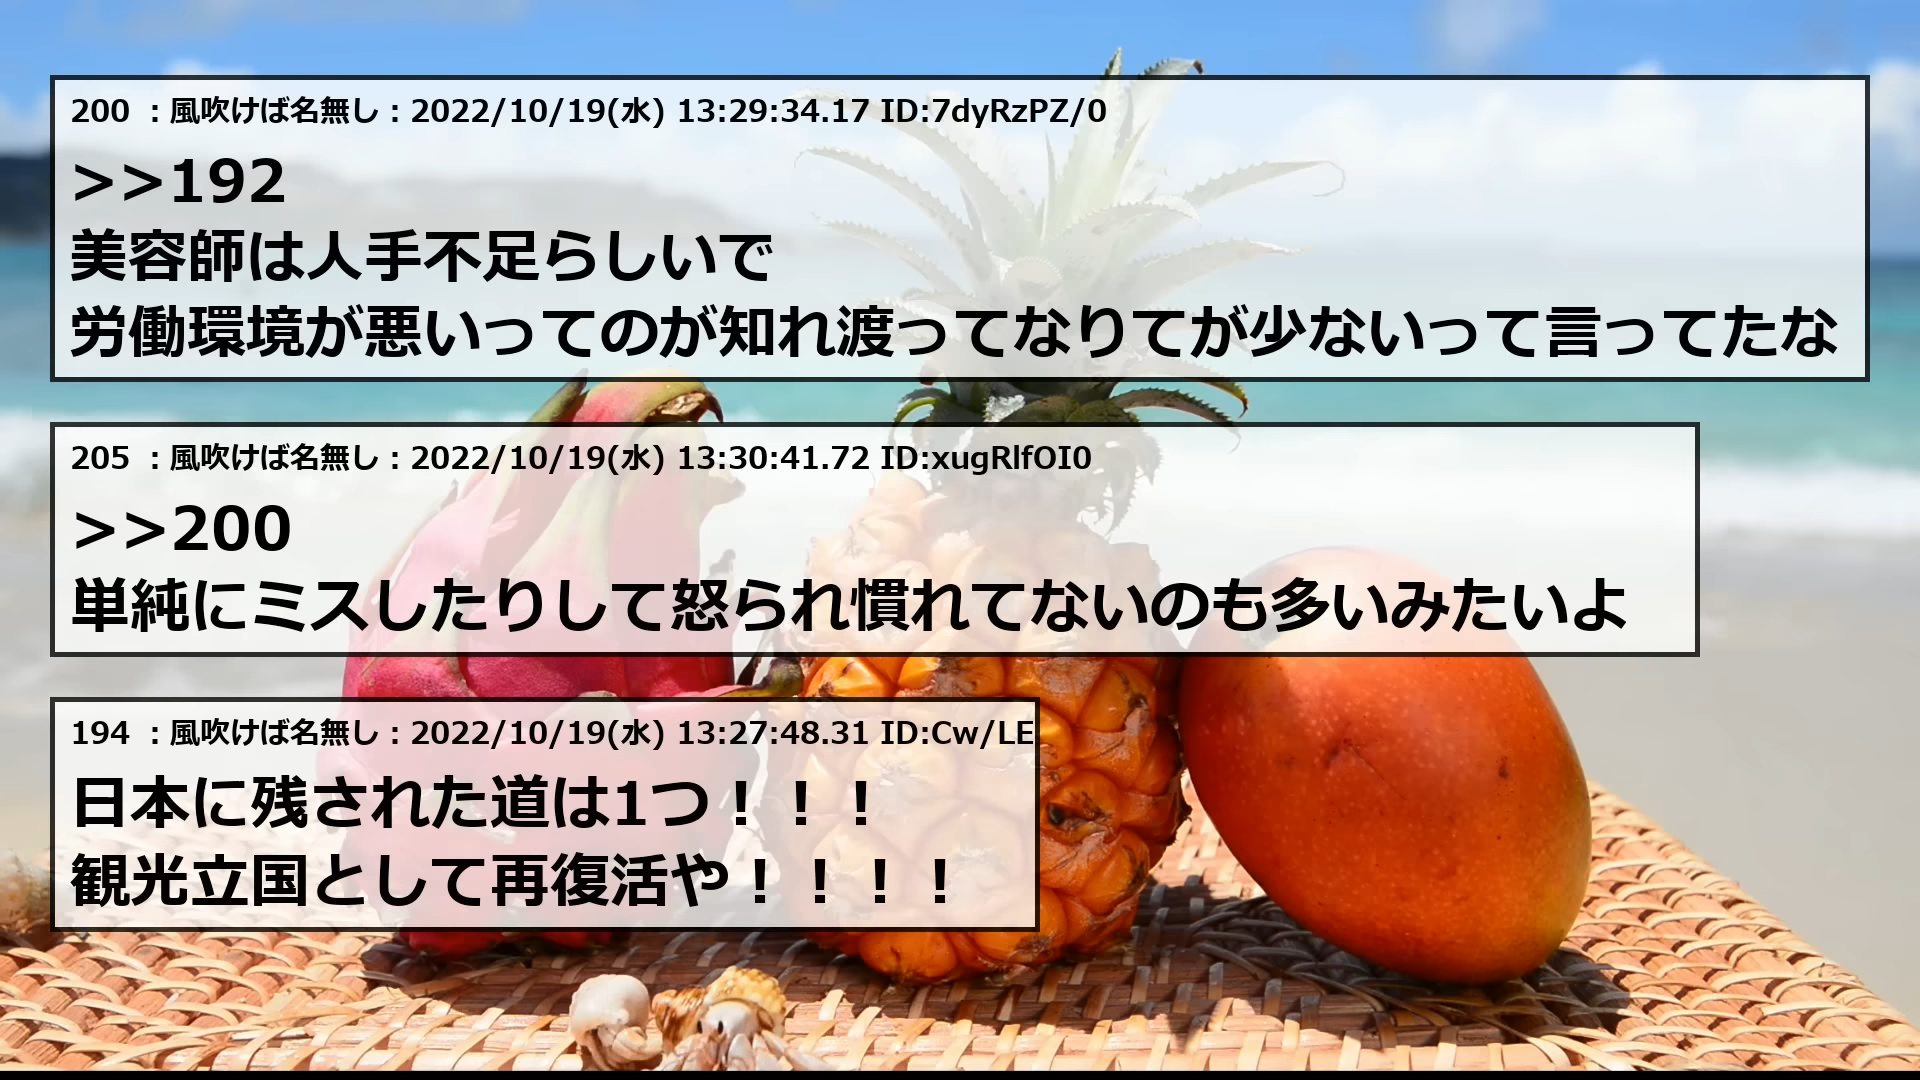 200 ：風吹けば名無し：2022/10/19(水) 13:29:34.17 ID:7dyRzPZ/0
>>192
美容師は人手不足らしいで
労働環境が悪いってのが知れ渡ってなりてが少ないって言ってたな
205 ：風吹けば名無し：2022/10/19(水) 13:30:41.72 ID:xugRlfOI0
>>200
単純にミスしたりして怒られ慣れてないのも多いみたいよ
194 ：風吹けば名無し：2022/10/19(水) 13:27:48.31 ID:Cw/LE
日本に残された道は1つ！！！
観光立国として再復活や！！！！